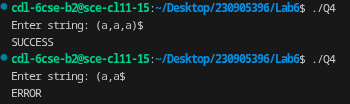 cdl-6cse-b2@sce-cl11-15:~/Desktop/230905396/Lab6$ ./Q4
Enter string: (a,a,a)$
SUCCESS
cdl-6cse-b2@sce-cl11-15:~/Desktop/230905396/Lab6$ ./Q4
Enter string: (a,a$
ERROR